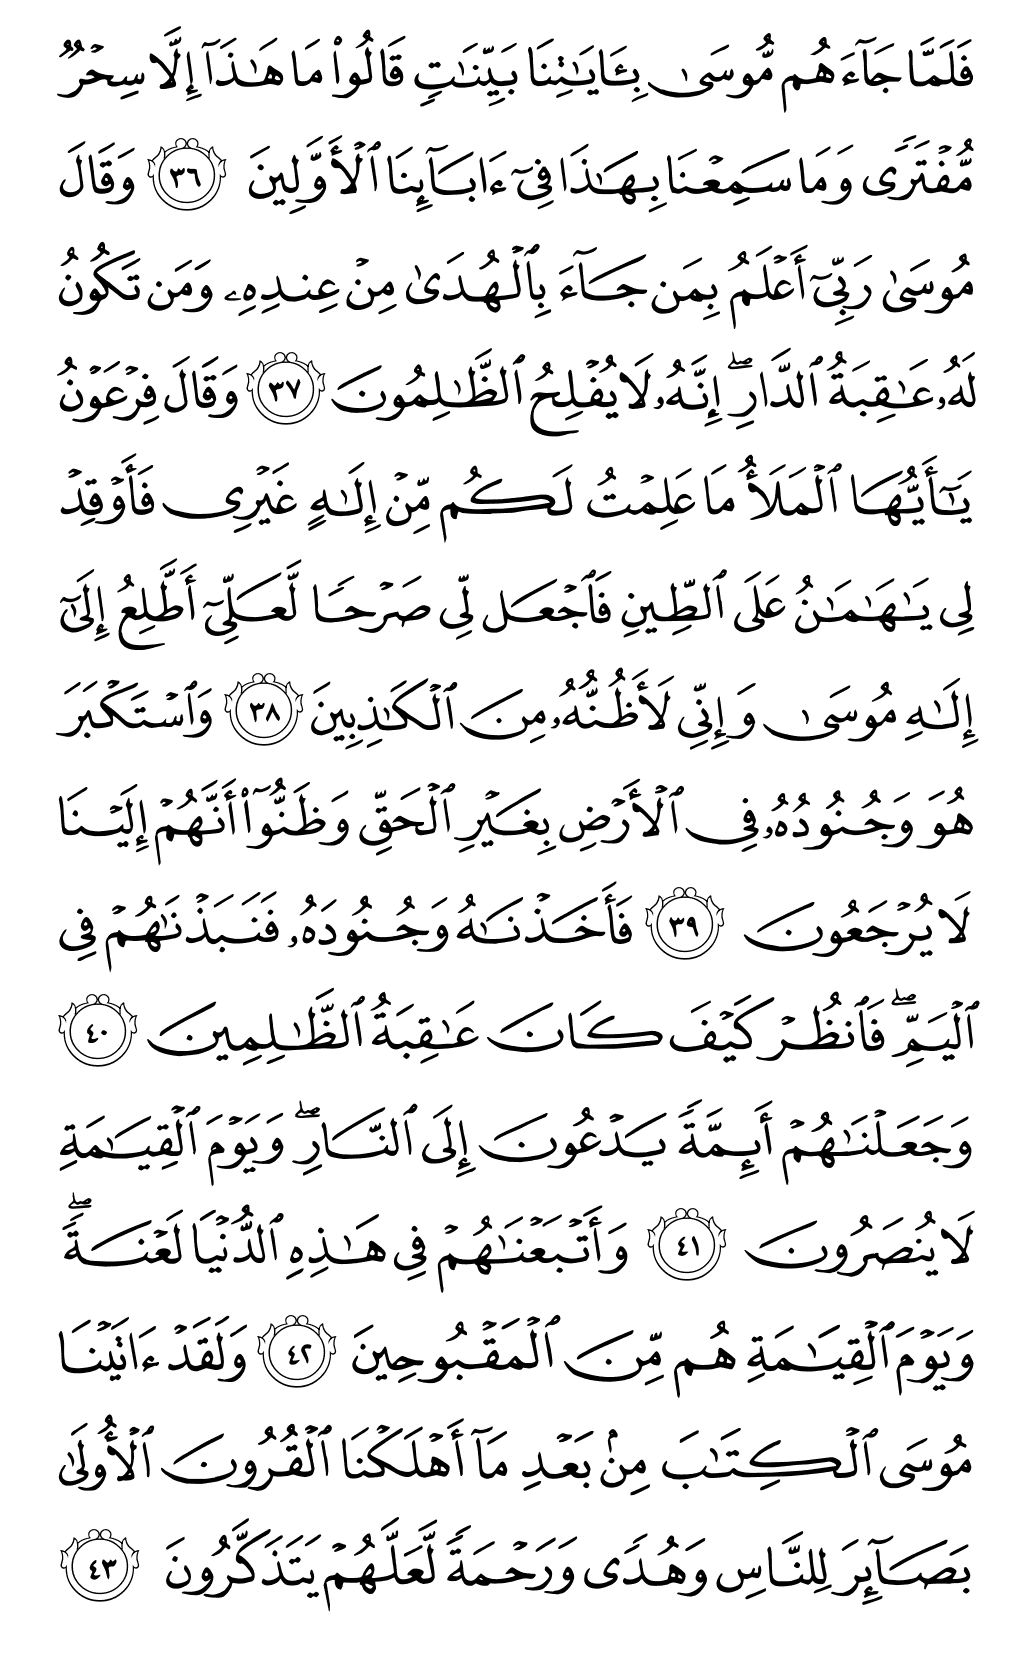 فَلَمَّا جَآءَهُم مُّوسَىٰ بِـَٔايَـٰتِنَا بَيِّنَـٰتٍ قَالُوا۟ مَا هَـٰذَآ إِلَّا سِحْرٌ
مُّفْتَرًى وَمَا سَمِعْنَا بِهَـٰذَا فِىٓ ءَابَآئِنَا ٱلْأَوَّلِينَ ٣٦ وَقَالَ
مُوسَىٰ رَبِّىٓ أَعْلَمُ بِمَن جَآءَ بِٱلْهُدَىٰ مِنْ عِندِهِۦ وَمَن تَكُونُ
لَهُۥ عَـٰقِبَةُ ٱلدَّارِ ۖ إِنَّهُۥ لَا يُفْلِحُ ٱلظَّـٰلِمُونَ ٣٧ وَقَالَ فِرْعَوْنُ
يَـٰٓأَيُّهَا ٱلْمَلَأُ مَا عَلِمْتُ لَكُم مِّنْ إِلَـٰهٍ غَيْرِى فَأَوْقِدْ
لِى يَـٰهَـٰمَـٰنُ عَلَى ٱلطِّينِ فَٱجْعَل لِّى صَرْحًا لَّعَلِّىٓ أَطَّلِعُ إِلَىٰٓ
إِلَـٰهِ مُوسَىٰ وَإِنِّى لَأَظُنُّهُۥ مِنَ ٱلْكَـٰذِبِينَ ٣٨ وَٱسْتَكْبَرَ
هُوَ وَجُنُودُهُۥ فِى ٱلْأَرْضِ بِغَيْرِ ٱلْحَقِّ وَظَنُّوٓا۟ أَنَّهُمْ إِلَيْنَا
لَا يُرْجَعُونَ ٣٩ فَأَخَذْنَـٰهُ وَجُنُودَهُۥ فَنَبَذْنَـٰهُمْ فِى
ٱلْيَمِّ ۖ فَٱنظُرْ كَيْفَ كَانَ عَـٰقِبَةُ ٱلظَّـٰلِمِينَ ٤٠
وَجَعَلْنَـٰهُمْ أَئِمَّةً يَدْعُونَ إِلَى ٱلنَّارِ ۖ وَيَوْمَ ٱلْقِيَـٰمَةِ
لَا يُنصَرُونَ ٤١ وَأَتْبَعْنَـٰهُمْ فِى هَـٰذِهِ ٱلدُّنْيَا لَعْنَةً ۖ
وَيَوْمَ ٱلْقِيَـٰمَةِ هُم مِّنَ ٱلْمَقْبُوحِينَ ٤٢ وَلَقَدْ ءَاتَيْنَا
مُوسَى ٱلْكِتَـٰبَ مِنۢ بَعْدِ مَآ أَهْلَكْنَا ٱلْقُرُونَ ٱلْأُولَىٰ
بَصَآئِرَ لِلنَّاسِ وَهُدًى وَرَحْمَةً لَّعَلَّهُمْ يَتَذَكَّرُونَ ٤٣